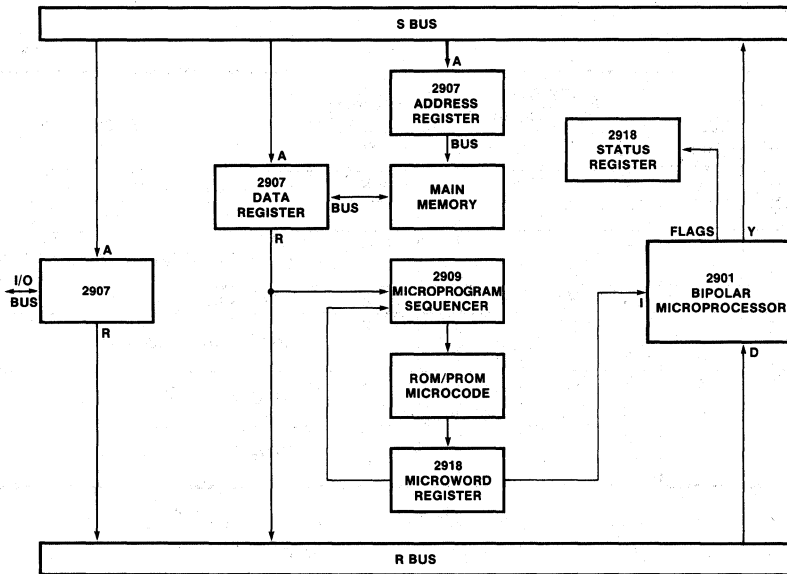 S BUS
A
2907
ADDRESS
REGISTER
BUS
2918
STATUS
REGISTER
A
2907
DATA
REGISTER
BUS
MAIN
MEMORY
R
FLAGS
Y
A
I/O
BUS
2907
R
2909
MICROPROGRAM
SEQUENCER
I
2901
BIPOLAR
MICROPROCESSOR
D
ROM/PROM
MICROCODE
2918
MICROWORD
REGISTER
R BUS